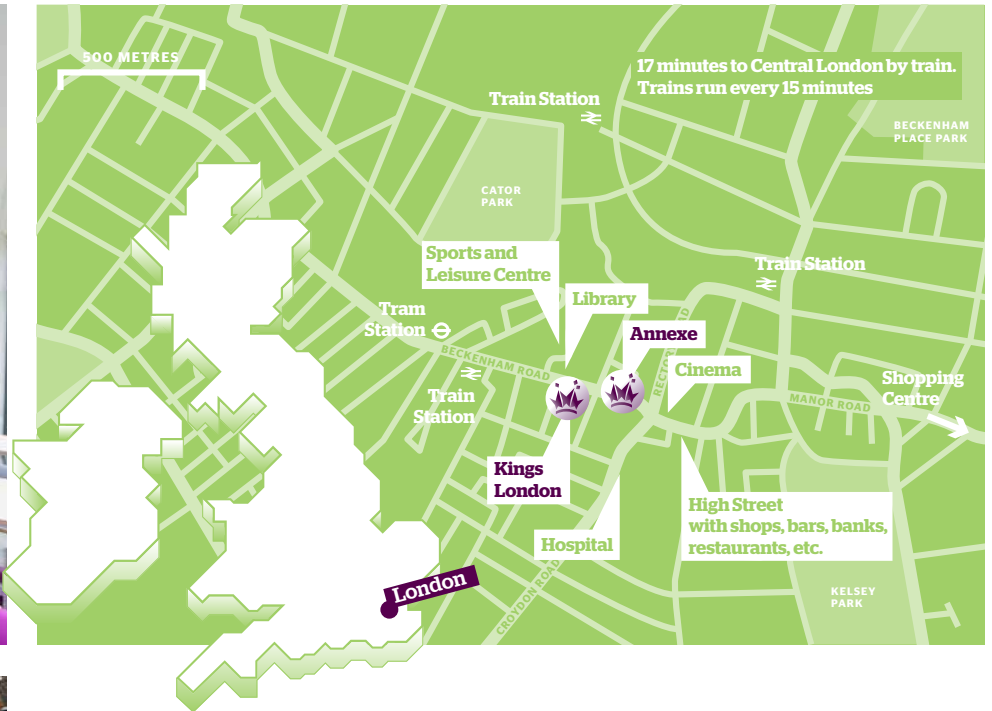 500 METRES
17 minutes to Central London by train.
Trains run every 15 minutes
Train Station
BECKENHAM
PLACE PARK
CATOR
PARK
Sports and
Leisure Centre
Train Station
Library
Tram
Station
Annexe
BECKENHAM ROAD
RECTOR
D
Cinema
Train
Station
Shopping
Centre
MANOR ROAD
Kings
London
High Street
with shops, bars, banks,
restaurants, etc.
Hospital
London
CROYDON ROAD
KELSEY
PARK